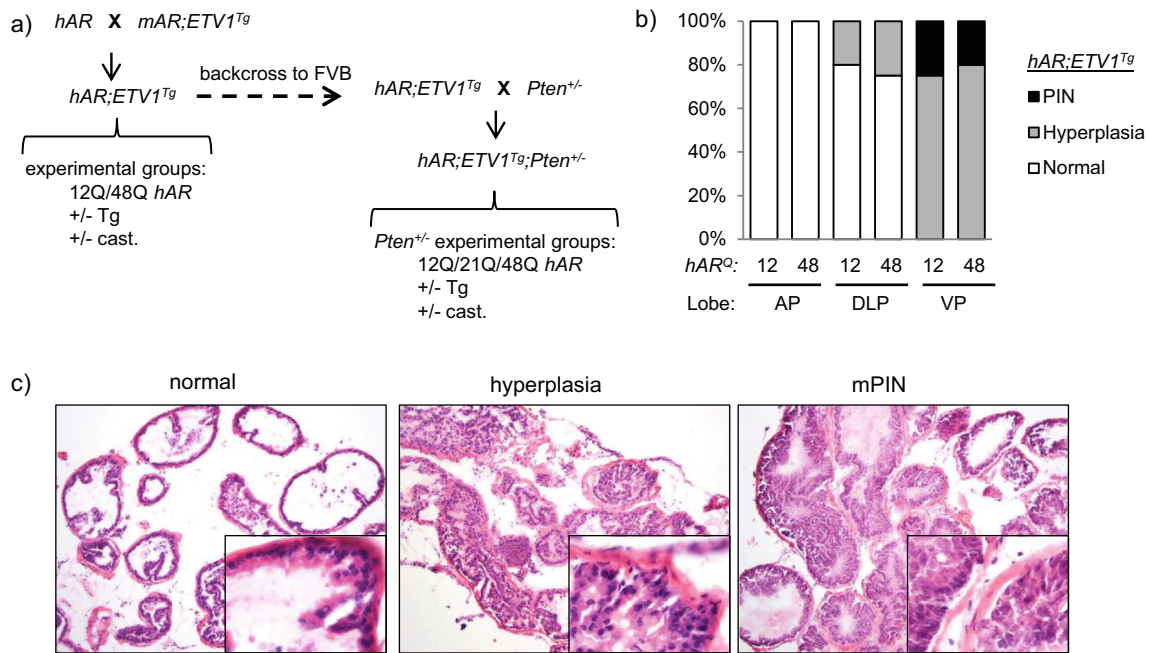 a)
hAR X mAR;ETV1Tg
hAR;ETV1Tg
backcross to FVB
experimental groups:
12Q/48Q hAR
+/- Tg
+/- cast.
hAR;ETV1Tg X Pten+/-
hAR;ETV1Tg;Pten+/-
Pten+/- experimental groups:
12Q/21Q/48Q hAR
+/- Tg
+/- cast.
b)
100%
80%
60%
40%
20%
0%
hARQ: 12 48 12 48 12 48
Lobe: AP DLP VP
hAR;ETV1Tg
PIN
Hyperplasia
Normal
c)
normal
hyperplasia
mPIN